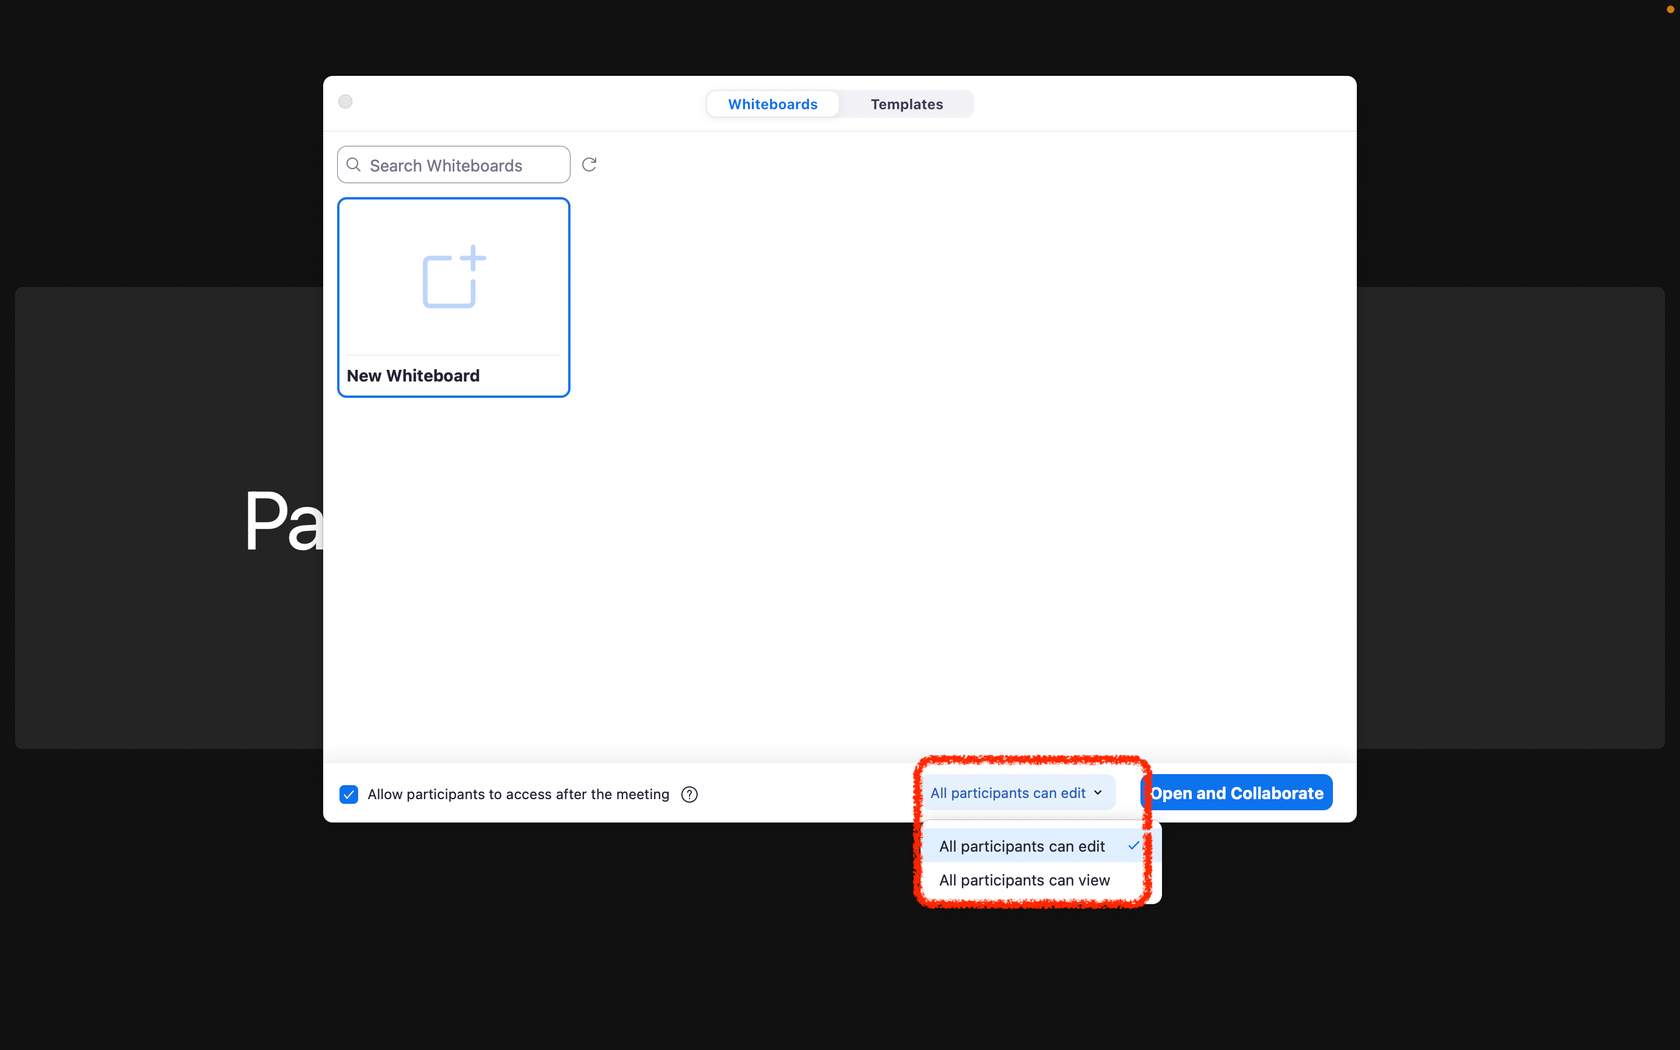 Whiteboards
Templates
Search Whiteboards
New Whiteboard
Pa
Allow participants to access after the meeting ?
All participants can edit
Open and Collaborate
All participants can edit
All participants can view